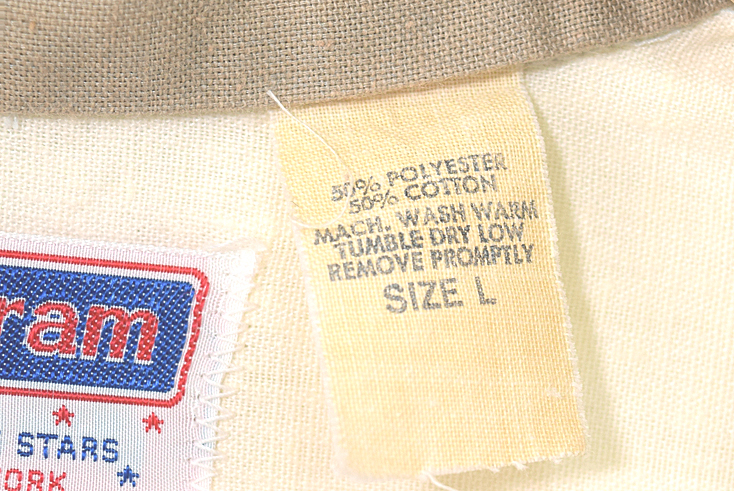 50% POLYESTER
50% COTTON
MACH. WASH WARM
TUMBLE DRY LOW
REMOVE PROMPTLY
SIZE L
ram
STARS
ORK